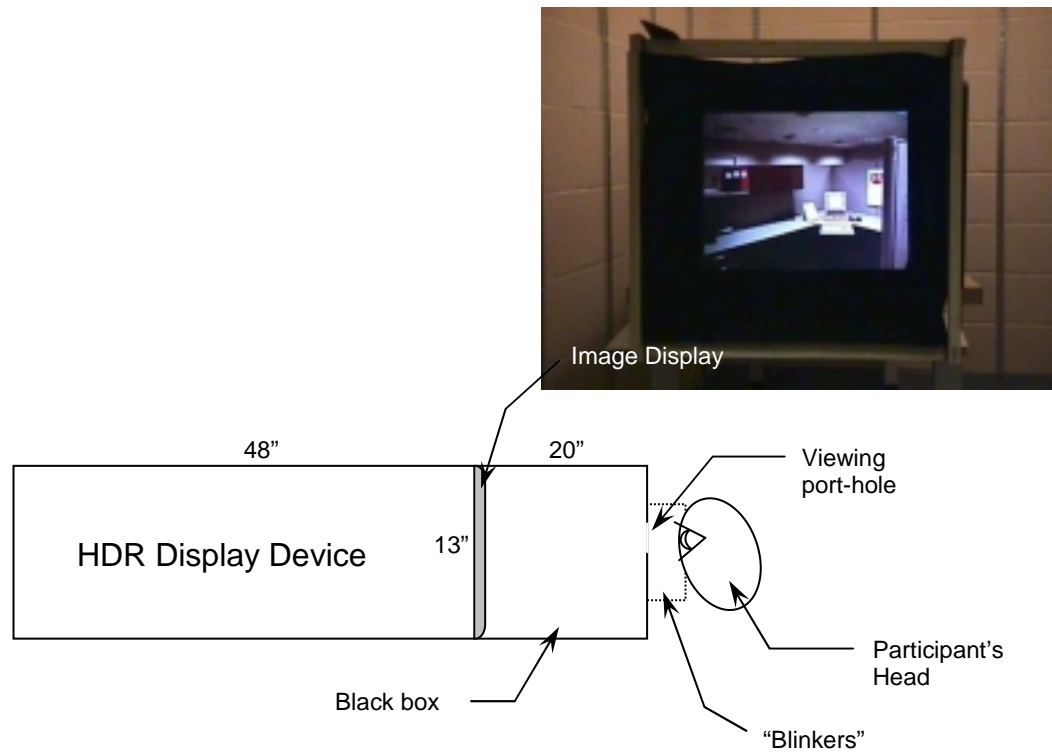 Image Display
48”
20”
Viewing
port-hole
HDR Display Device
13”
Participant’s
Head
Black box
“Blinkers”